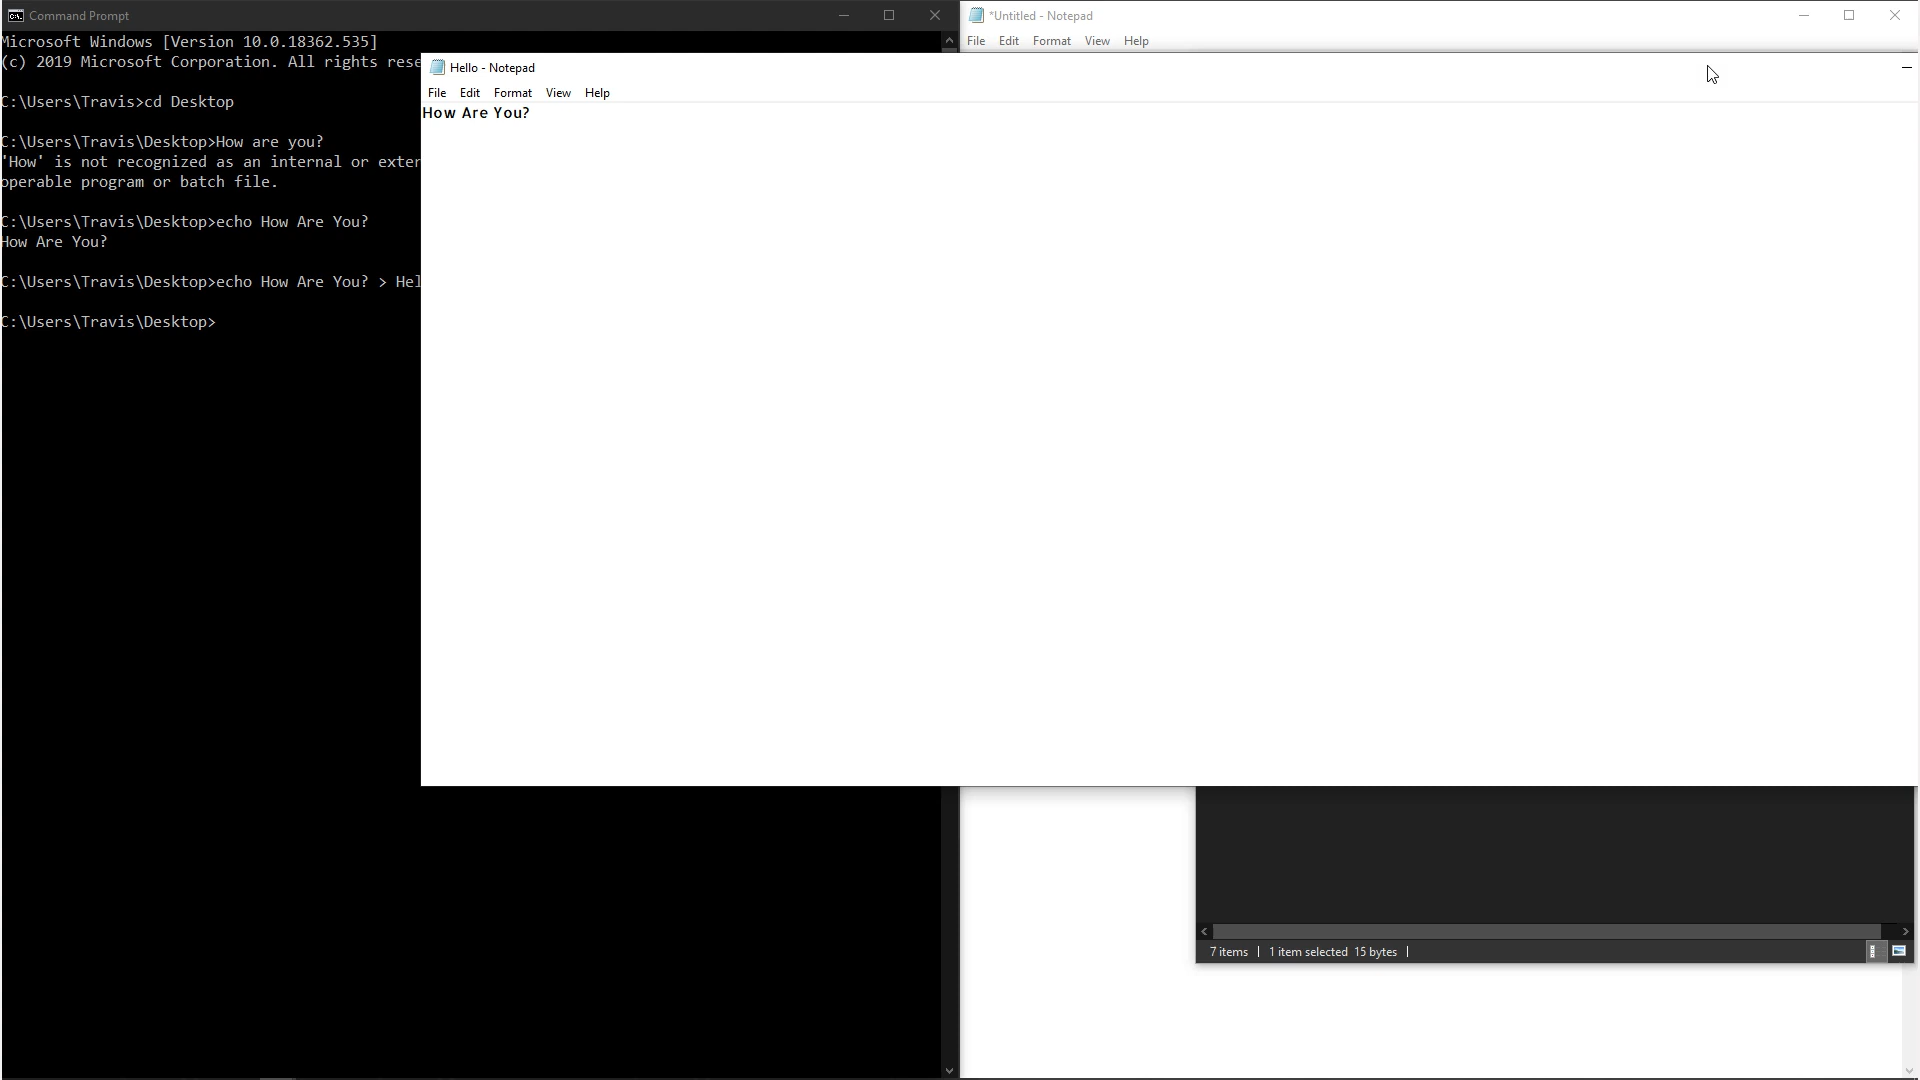 Command Prompt
Microsoft Windows [Version 10.0.18362.535]
(c) 2019 Microsoft Corporation. All rights rese
C:\Users\Travis>cd Desktop
C:\Users\Travis\Desktop>How are you?
'How' is not recognized as an internal or exter
operable program or batch file.
C:\Users\Travis\Desktop>echo How Are You?
How Are You?
C:\Users\Travis\Desktop>echo How Are You? > Hel
C:\Users\Travis\Desktop>
*Untitled - Notepad
File Edit Format View Help
Hello - Notepad
File Edit Format View Help
How Are You?
7 items | 1 item selected 15 bytes |